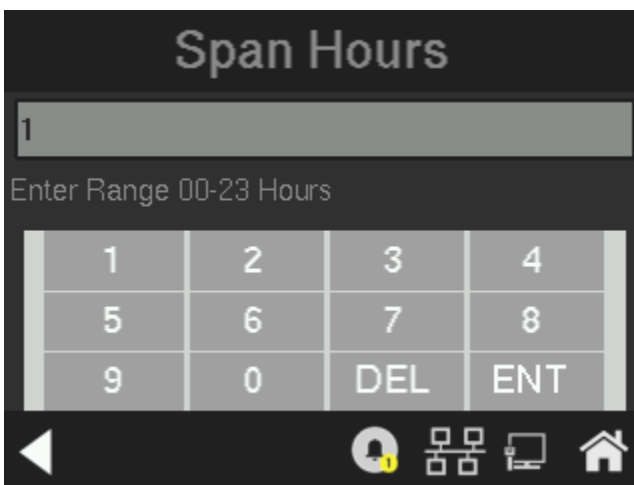 Span Hours
1
Enter Range 00-23 Hours
1 2 3 4
5 6 7 8
9 0 DEL ENT
1